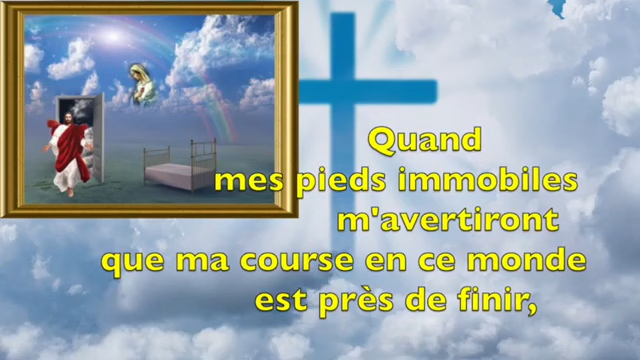 Quand
mes pieds immobiles
m'avertiront
que ma course en ce monde
est près de finir,